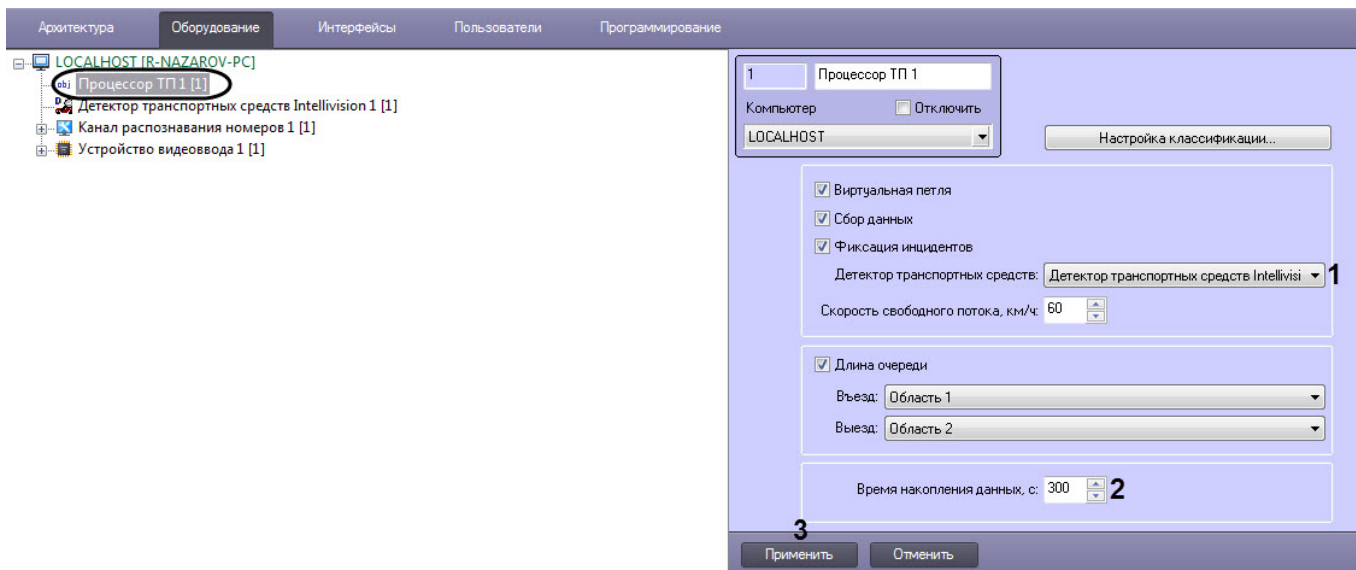 Архитектура Оборудование Интерфейсы Пользователи Программирование
LOCALHOST [R-NAZAROV-PC]
obj Процессор ТП 1 [1]
Детектор транспортных средств Intellivision 1 [1]
Канал распознавания номеров 1 [1]
Устройство видеоввода 1 [1]
1 Процессор ТП 1
Компьютер Отключить
LOCALHOST Настройка классификации...
Виртуальная петля
Сбор данных
Фиксация инцидентов
Детектор транспортных средств: Детектор транспортных средств Intellivisi 1
Скорость свободного потока, км/ч: 60
Длина очереди
Въезд: Область 1
Выезд: Область 2
Время накопления данных, с: 300 2
3
Применить Отменить